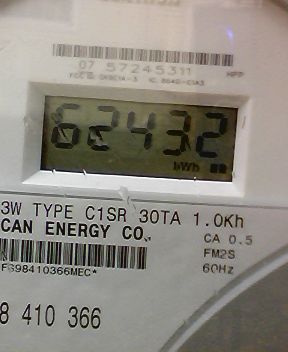 07 57245311
62432
kWh
3W TYPE C1SR 30TA 1.0Kh
CAN ENERGY CO.
CA 0.5
FM2S
60Hz
FS98410366MEC*
8 410 366